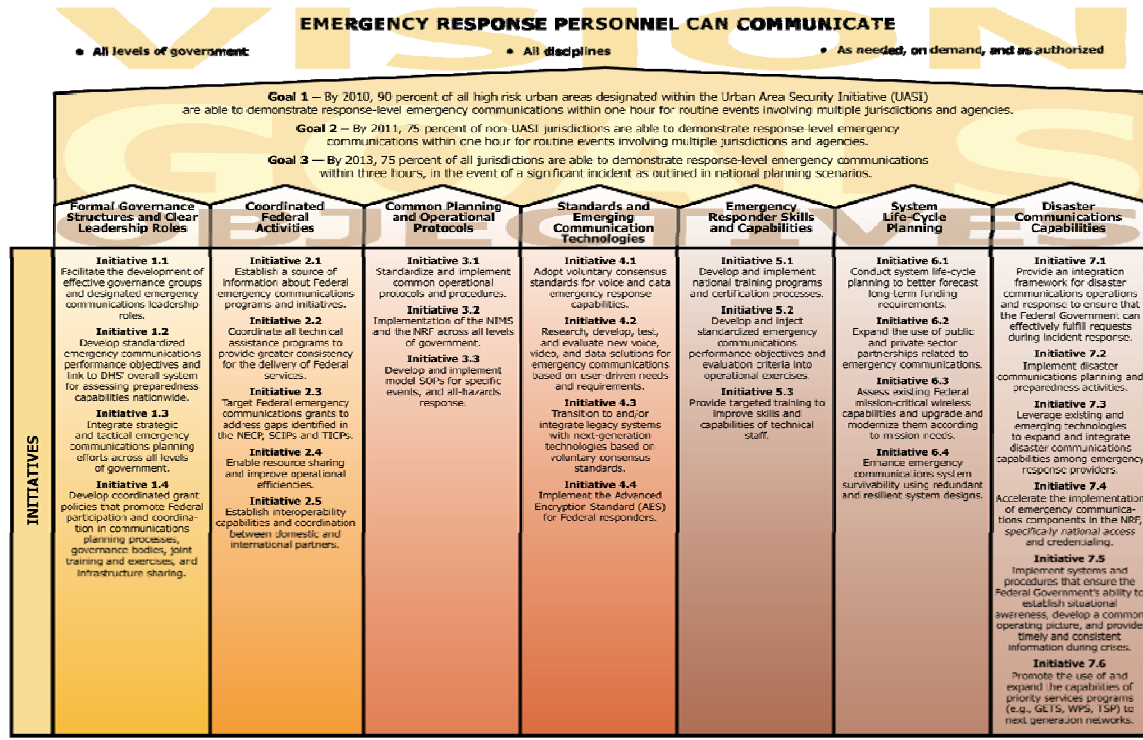 VISION
EMERGENCY RESPONSE PERSONNEL CAN COMMUNICATE
• All levels of government
• All disciplines
• As needed, on demand, and as authorized
GOALS
Goal 1 — By 2010, 90 percent of all high risk urban areas designated within the Urban Area Security Initiative (UASI)
are able to demonstrate response-level emergency communications within one hour for routine events involving multiple jurisdictions and agencies.
Goal 2 — By 2011, 75 percent of non-UASI jurisdictions are able to demonstrate response-level emergency
communications within one hour for routine events involving multiple jurisdictions and agencies.
Goal 3 — By 2013, 75 percent of all jurisdictions are able to demonstrate response-level emergency communications
within three hours, in the event of a significant incident as outlined in national planning scenarios.
OBJECTIVES
Formal Governance
Structures and Clear
Leadership Roles
Coordinated
Federal
Activities
Common Planning
and Operational
Protocols
Standards and
Emerging
Communication
Technologies
Emergency
Responder Skills
and Capabilities
System
Life-Cycle
Planning
Disaster
Communications
Capabilities
INITIATIVES
Initiative 1.1
Facilitate the development of
effective governance groups
and designated emergency
communications leadership
roles.
Initiative 1.2
Develop standardized
emergency communications
performance objectives and
link to DHS' overall system
for assessing preparedness
capabilities nationwide.
Initiative 1.3
Integrate strategic
and tactical emergency
communications planning
efforts across all levels
of government.
Initiative 1.4
Develop coordinated grant
policies that promote Federal
participation and coordina-
tion in communications
planning processes,
governance bodies, joint
training and exercises, and
infrastructure sharing.
Initiative 2.1
Establish a source of
information about Federal
emergency communications
programs and initiatives.
Initiative 2.2
Coordinate all technical
assistance programs to
provide greater consistency
for the delivery of Federal
services.
Initiative 2.3
Target Federal emergency
communications grants to
address gaps identified in
the NECP, SCIPs and TICPs.
Initiative 2.4
Enable resource sharing
and improve operational
efficiencies.
Initiative 2.5
Establish interoperability
capabilities and coordination
between domestic and
international partners.
Initiative 3.1
Standardize and implement
common operational
protocols and procedures.
Initiative 3.2
Implementation of the NIMS
and the NRF across all levels
of government.
Initiative 3.3
Develop and implement
model SOPs for specific
events, and all-hazards
response.
Initiative 4.1
Adopt voluntary consensus
standards for voice and data
emergency response
capabilities.
Initiative 4.2
Research, develop, test,
and evaluate new voice,
video, and data solutions for
emergency communications
based on user-driven needs
and requirements.
Initiative 4.3
Transition to and/or
integrate legacy systems
with next-generation
technologies based on
voluntary consensus
standards.
Initiative 4.4
Implement the Advanced
Encryption Standard (AES)
for Federal responders.
Initiative 5.1
Develop and implement
national training programs
and certification processes.
Initiative 5.2
Develop and inject
standardized emergency
communications
performance objectives and
evaluation criteria into
operational exercises.
Initiative 5.3
Provide targeted training to
improve skills and
capabilities of technical
staff.
Initiative 6.1
Conduct system life-cycle
planning to better forecast
long-term funding
requirements.
Initiative 6.2
Expand the use of public
and private sector
partnerships related to
emergency communications.
Initiative 6.3
Assess existing Federal
mission-critical wireless
capabilities and upgrade and
modernize them according
to mission needs.
Initiative 6.4
Enhance emergency
communications system
survivability using redundant
and resilient system designs.
Initiative 7.1
Provide an integration
framework for disaster
communications operations
and response to ensure that
the Federal Government can
effectively fulfill requests
during incident response.
Initiative 7.2
Implement disaster
communications planning and
preparedness activities.
Initiative 7.3
Leverage existing and
emerging technologies
to expand and integrate
disaster communications
capabilities among emergency
response providers.
Initiative 7.4
Accelerate the implementation
of emergency communica-
tions components in the NRF,
specifically national access
and credentialing.
Initiative 7.5
Implement systems and
procedures that ensure the
Federal Government's ability to
establish situational
awareness, develop a common
operating picture, and provide
timely and consistent
information during crises.
Initiative 7.6
Promote the use of and
expand the capabilities of
priority services programs
(e.g., GETS, WPS, TSP) to
next generation networks.